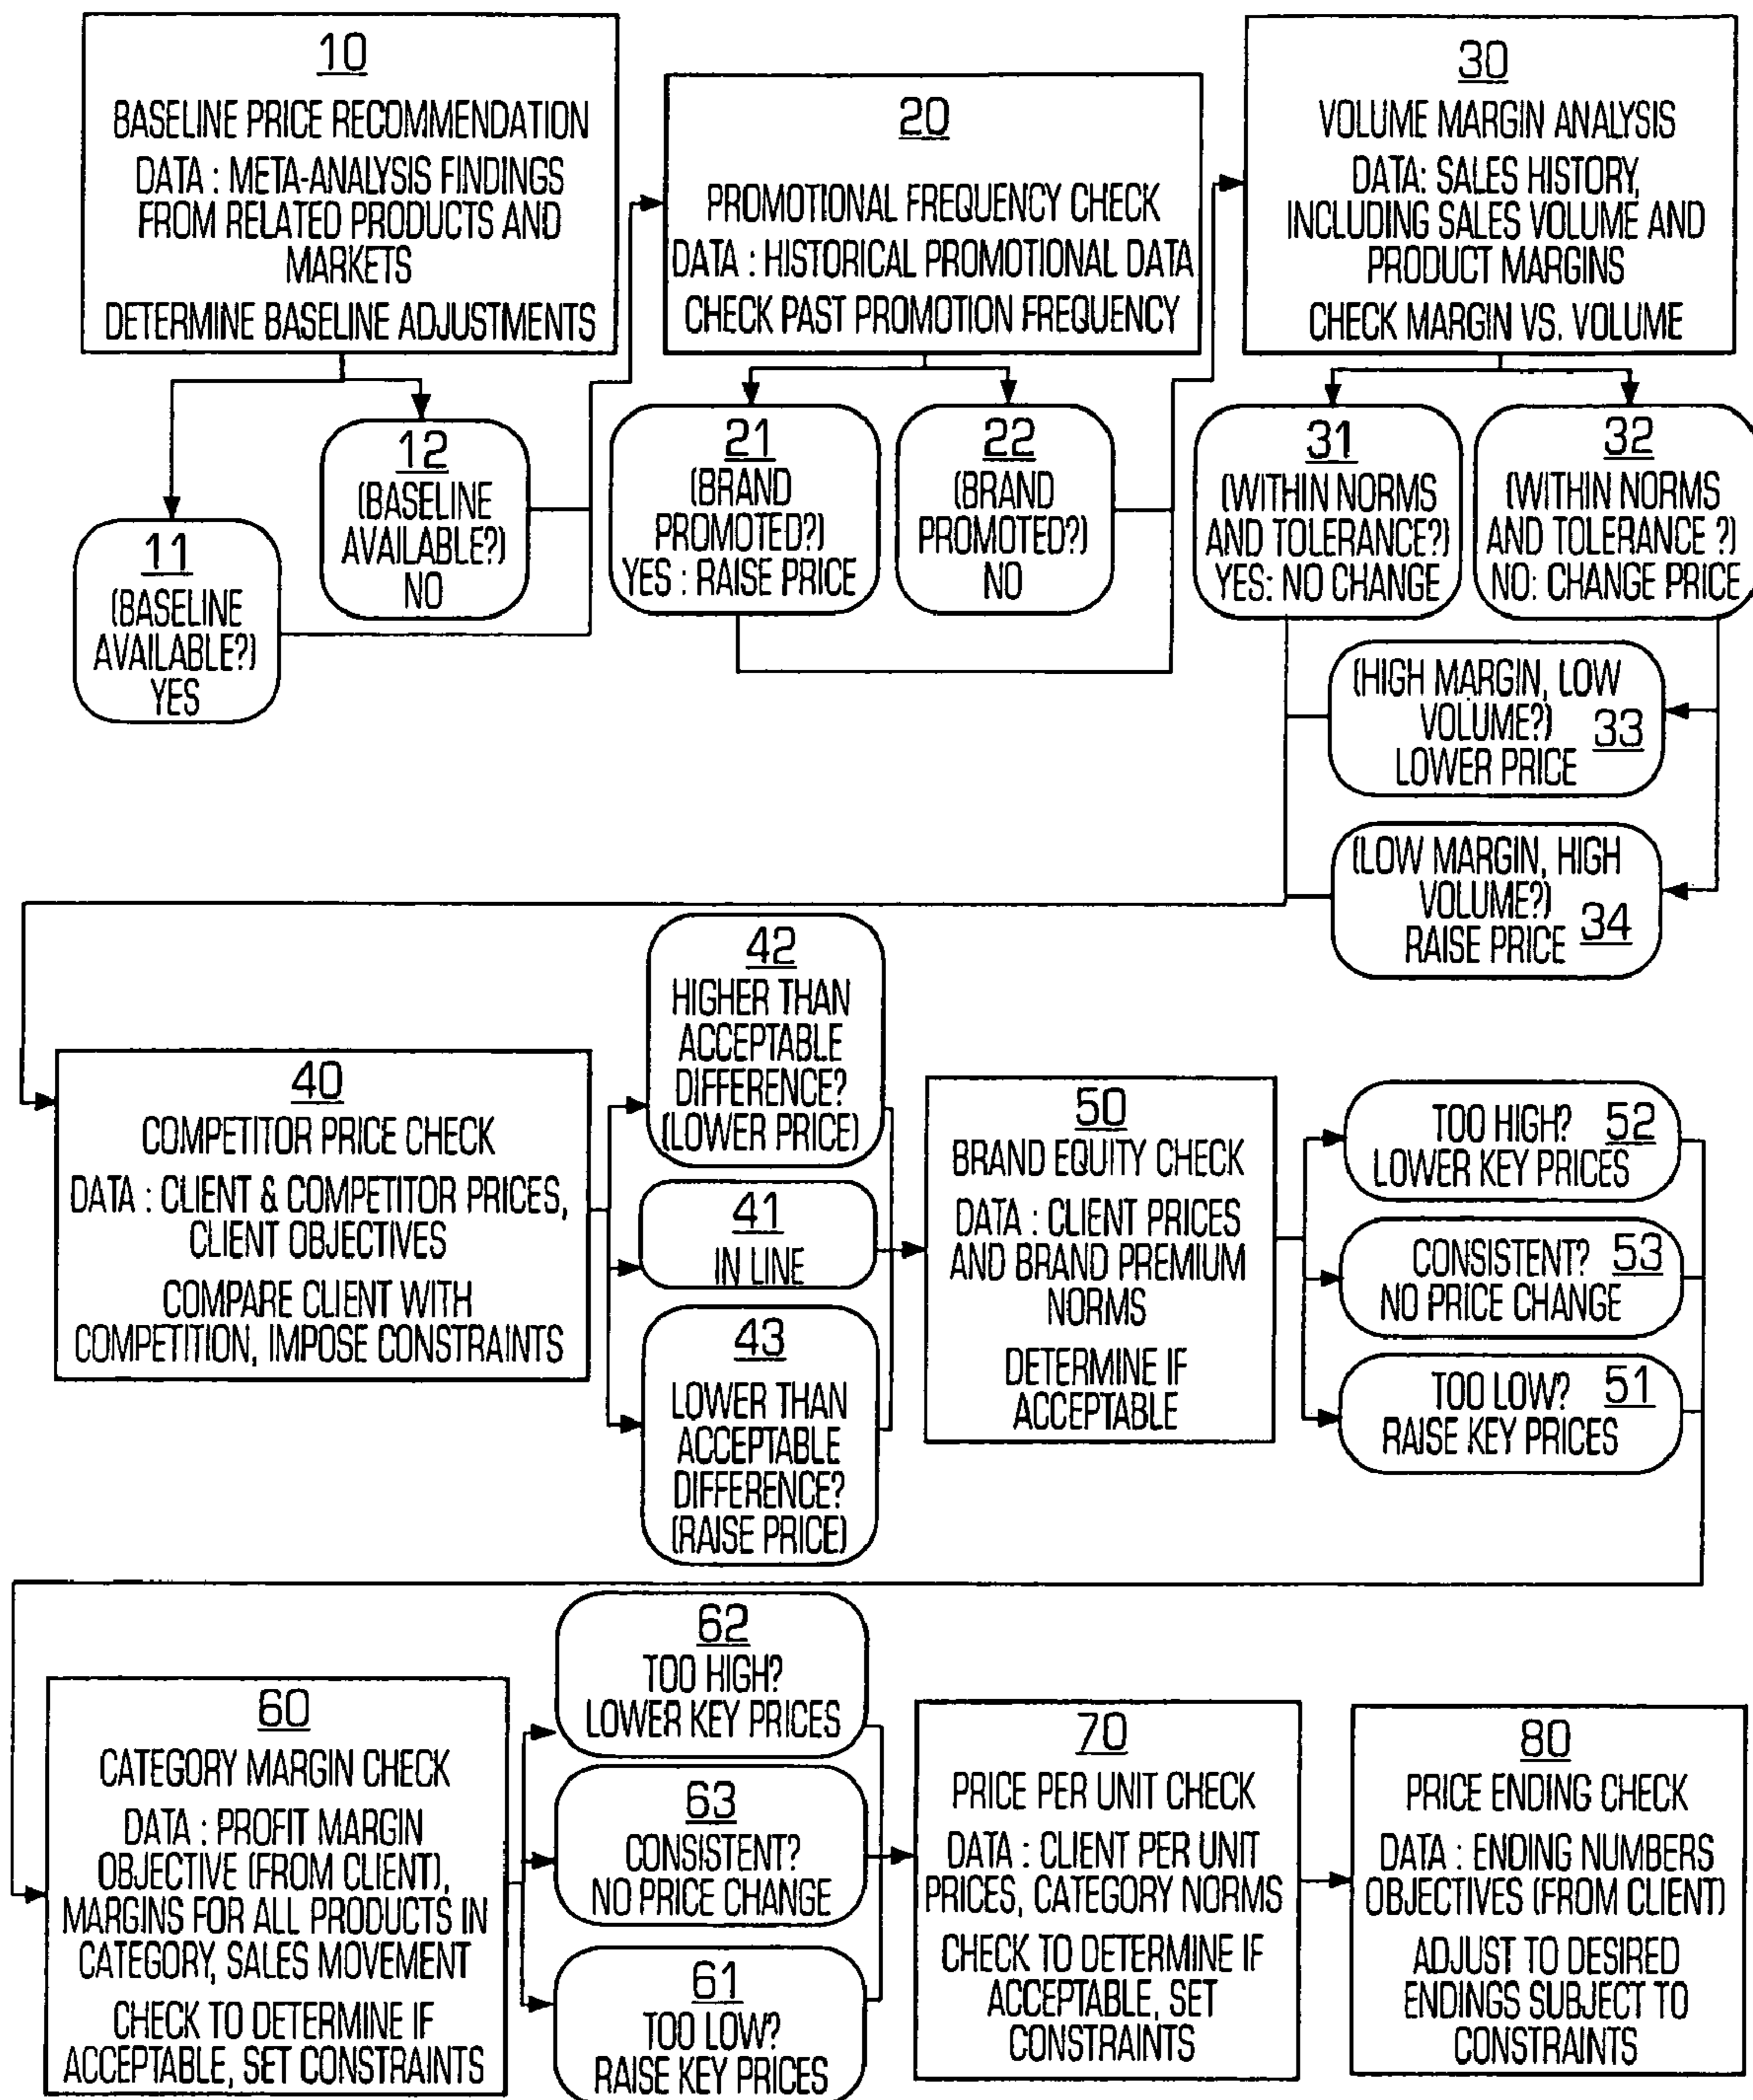 10
BASELINE PRICE RECOMMENDATION
DATA : META-ANALYSIS FINDINGS
FROM RELATED PRODUCTS AND
MARKETS
DETERMINE BASELINE ADJUSTMENTS
20
PROMOTIONAL FREQUENCY CHECK
DATA : HISTORICAL PROMOTIONAL DATA
CHECK PAST PROMOTION FREQUENCY
30
VOLUME MARGIN ANALYSIS
DATA: SALES HISTORY,
INCLUDING SALES VOLUME AND
PRODUCT MARGINS
CHECK MARGIN VS. VOLUME
11
(BASELINE
AVAILABLE?)
YES
12
(BASELINE
AVAILABLE?)
NO
21
(BRAND
PROMOTED?)
YES : RAISE PRICE
22
(BRAND
PROMOTED?)
NO
31
(WITHIN NORMS
AND TOLERANCE?)
YES: NO CHANGE
32
(WITHIN NORMS
AND TOLERANCE ?)
NO: CHANGE PRICE
(HIGH MARGIN, LOW
VOLUME?) 33
LOWER PRICE
(LOW MARGIN, HIGH
VOLUME?)
RAISE PRICE 34
40
COMPETITOR PRICE CHECK
DATA : CLIENT & COMPETITOR PRICES,
CLIENT OBJECTIVES
COMPARE CLIENT WITH
COMPETITION, IMPOSE CONSTRAINTS
42
HIGHER THAN
ACCEPTABLE
DIFFERENCE?
(LOWER PRICE)
41
IN LINE
43
LOWER THAN
ACCEPTABLE
DIFFERENCE?
(RAISE PRICE)
50
BRAND EQUITY CHECK
DATA : CLIENT PRICES
AND BRAND PREMIUM
NORMS
DETERMINE IF
ACCEPTABLE
TOO HIGH? 52
LOWER KEY PRICES
CONSISTENT? 53
NO PRICE CHANGE
TOO LOW? 51
RAISE KEY PRICES
60
CATEGORY MARGIN CHECK
DATA : PROFIT MARGIN
OBJECTIVE (FROM CLIENT),
MARGINS FOR ALL PRODUCTS IN
CATEGORY, SALES MOVEMENT
CHECK TO DETERMINE IF
ACCEPTABLE, SET CONSTRAINTS
62
TOO HIGH?
LOWER KEY PRICES
63
CONSISTENT?
NO PRICE CHANGE
61
TOO LOW?
RAISE KEY PRICES
70
PRICE PER UNIT CHECK
DATA : CLIENT PER UNIT
PRICES, CATEGORY NORMS
CHECK TO DETERMINE IF
ACCEPTABLE, SET
CONSTRAINTS
80
PRICE ENDING CHECK
DATA : ENDING NUMBERS
OBJECTIVES (FROM CLIENT)
ADJUST TO DESIRED
ENDINGS SUBJECT TO
CONSTRAINTS